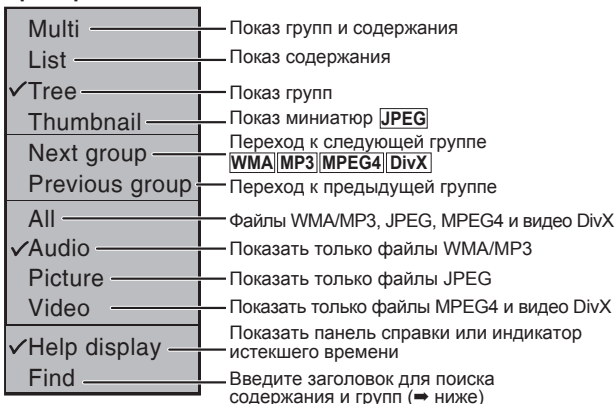 Multi Показ групп и содержания
List Показ содержания
✓Tree Показ групп
Thumbnail Показ миниатюр JPEG
Next group Переход к следующей группе
WMA MP3 MPEG4 DivX
Previous group Переход к предыдущей группе
All Файлы WMA/MP3, JPEG, MPEG4 и видео DivX
✓Audio Показать только файлы WMA/MP3
Picture Показать только файлы JPEG
Video Показать только файлы MPEG4 и видео DivX
✓Help display Показать панель справки или индикатор
истекшего времени
Find Введите заголовок для поиска
содержания и групп (➡ ниже)